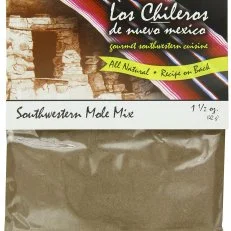 Los Chileros
de nuevo mexico
gourmet southwestern cuisine
All Natural • Recipe on Back
Southwestern Mole Mix
1 ½ oz.